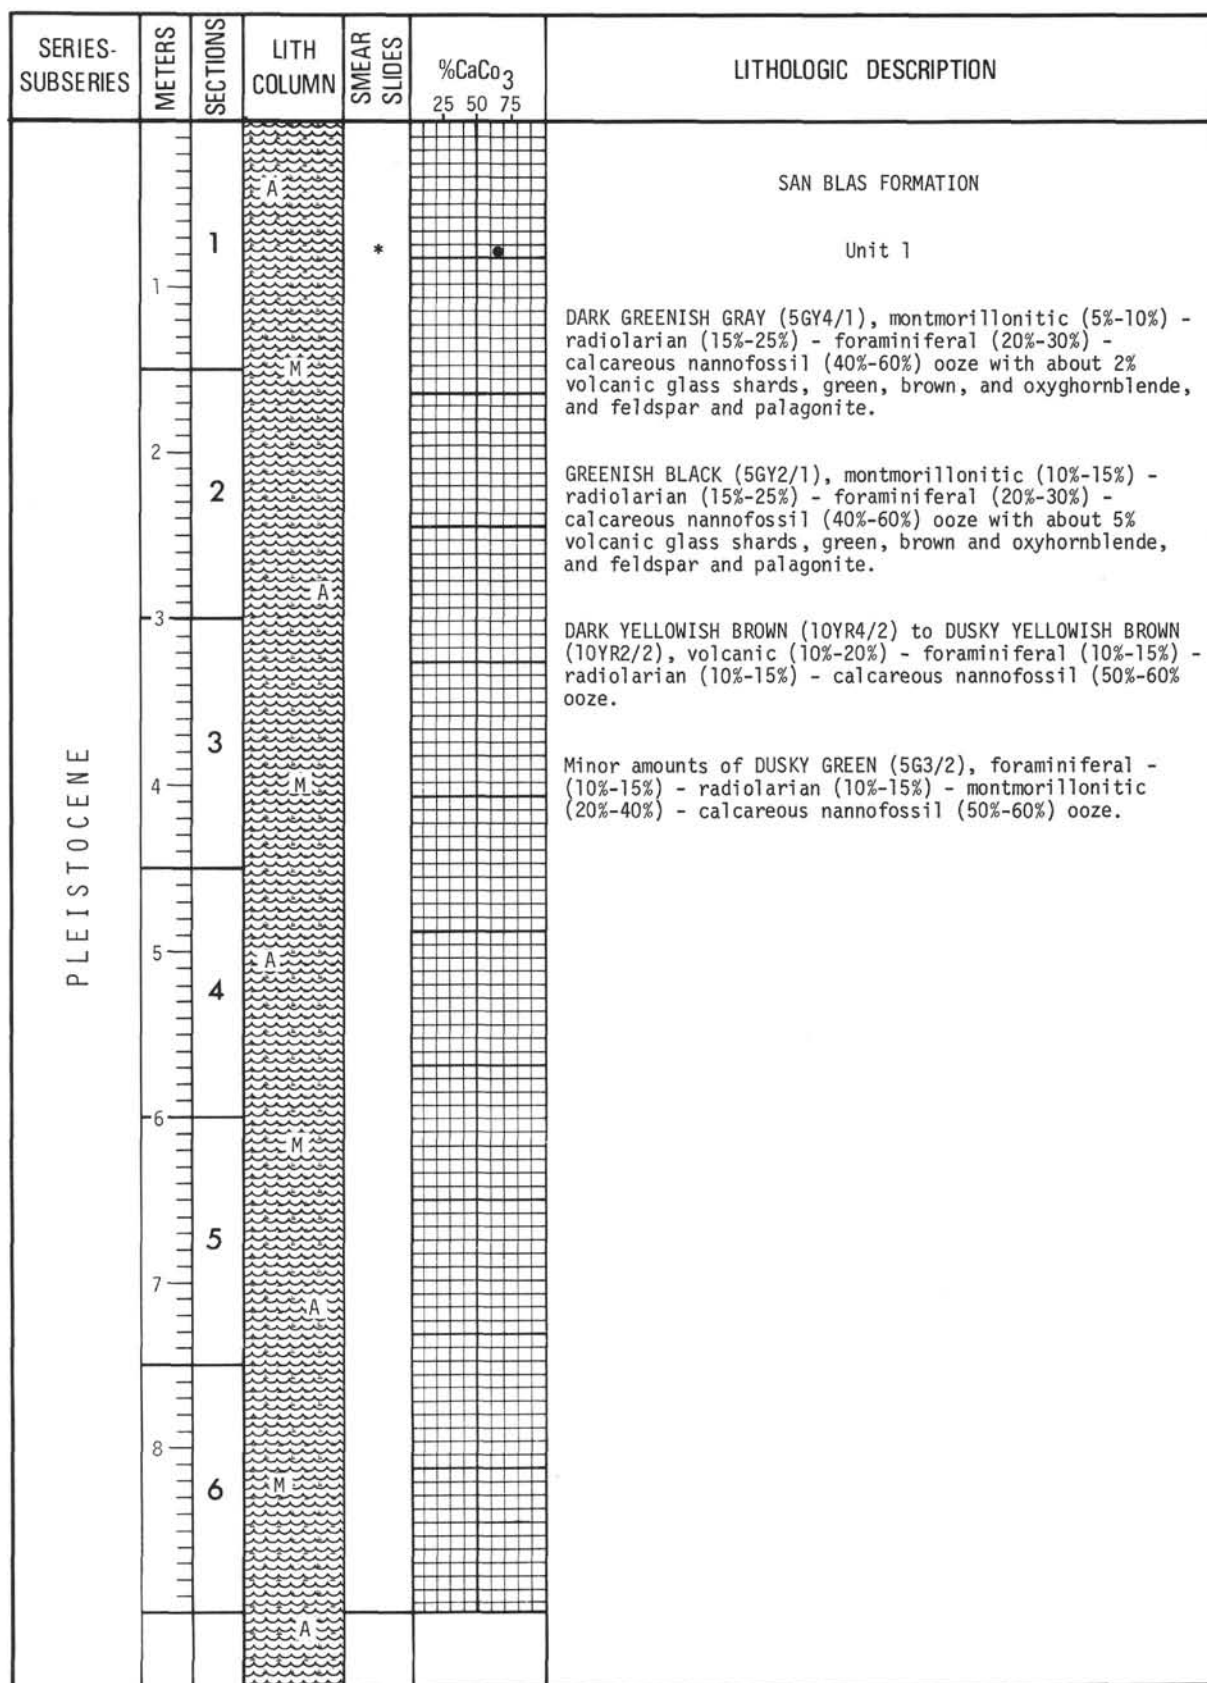 SERIES-
SUBSERIES
METERS
SECTIONS
LITH
COLUMN
SMEAR
SLIDES
%CaCo3
25 50 75
LITHOLOGIC DESCRIPTION
PLEISTOCENE
A
1
*
1
M
2
2
A
3
3
M
4
5
A
4
6
M
5
7
A
8
M
6
A
SAN BLAS FORMATION
Unit 1
DARK GREENISH GRAY (5GY4/1), montmorillonitic (5%-10%) -
radiolarian (15%-25%) - foraminiferal (20%-30%) -
calcareous nannofossil (40%-60%) ooze with about 2%
volcanic glass shards, green, brown, and oxyghornblende,
and feldspar and palagonite.
GREENISH BLACK (5GY2/1), montmorillonitic (10%-15%) -
radiolarian (15%-25%) - foraminiferal (20%-30%) -
calcareous nannofossil (40%-60%) ooze with about 5%
volcanic glass shards, green, brown and oxyhornblende,
and feldspar and palagonite.
DARK YELLOWISH BROWN (10YR4/2) to DUSKY YELLOWISH BROWN
(10YR2/2), volcanic (10%-20%) - foraminiferal (10%-15%) -
radiolarian (10%-15%) - calcareous nannofossil (50%-60%
ooze.
Minor amounts of DUSKY GREEN (5G3/2), foraminiferal -
(10%-15%) - radiolarian (10%-15%) - montmorillonitic
(20%-40%) - calcareous nannofossil (50%-60%) ooze.